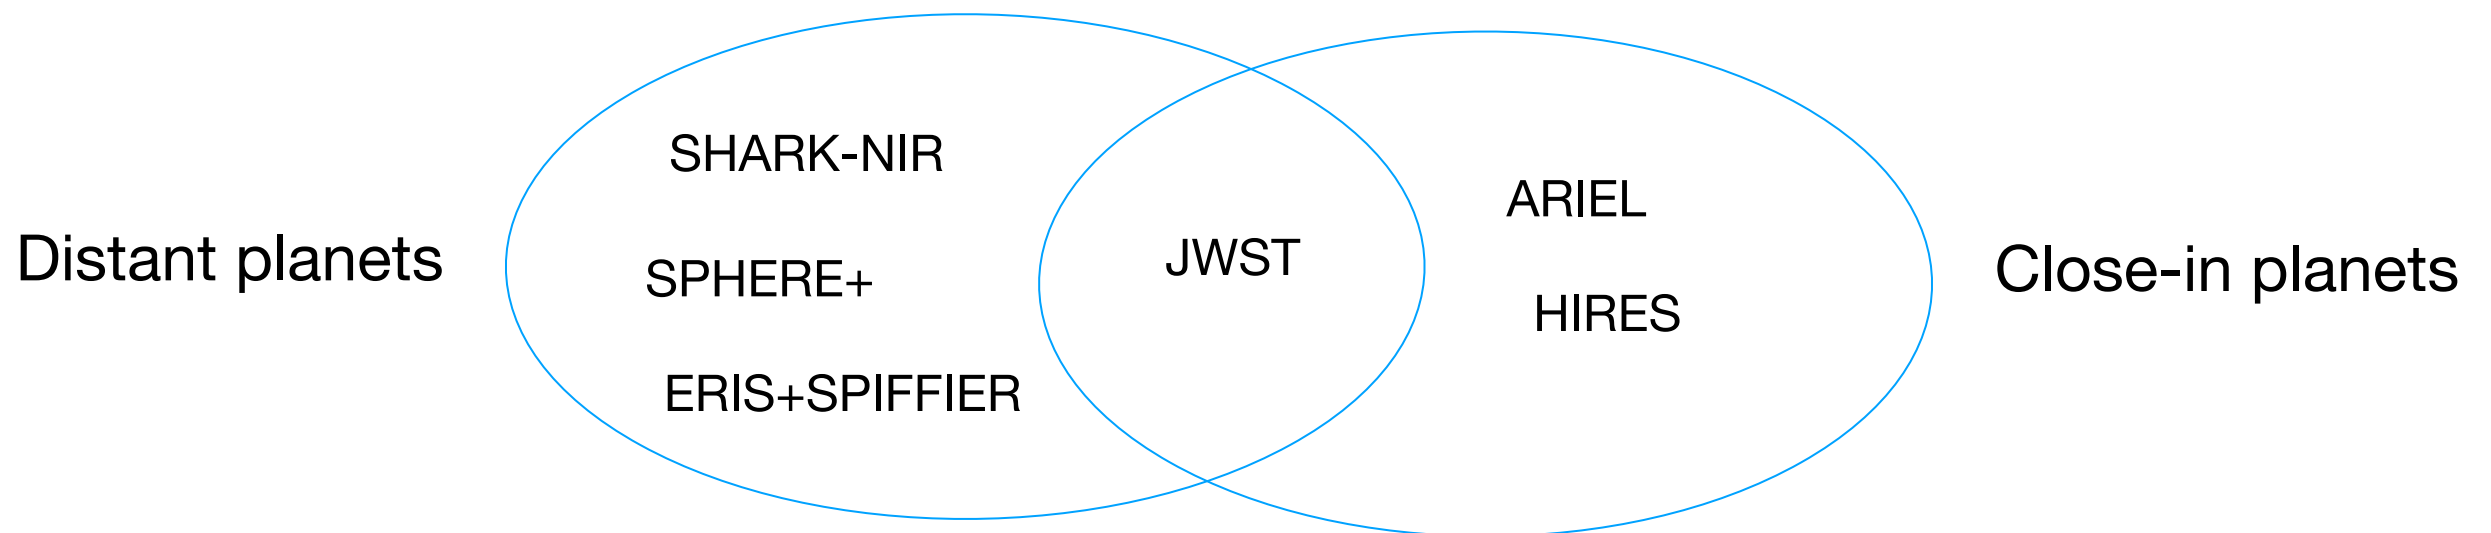 Distant planets
SHARK-NIR
SPHERE+
ERIS+SPIFFIER
JWST
ARIEL
HIRES
Close-in planets